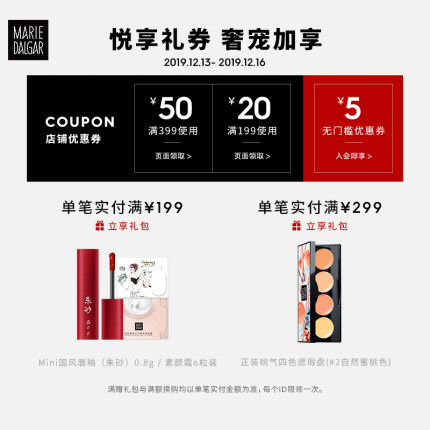 MARIE
DALGAR
悦享礼券 奢宠加享
2019.12.13- 2019.12.16
COUPON
店铺优惠券
¥50
满399使用
页面领取 >
¥20
满199使用
页面领取 >
¥5
无门槛优惠券
入会即享 >
单笔实付满¥199
立享礼包
单笔实付满¥299
立享礼包
朱砂
Mini国风唇釉（朱砂）0.8g / 素颜霜6粒装
正装桃气四色遮瑕盘(#2自然蜜桃色)
满赠礼包与满额换购均以单笔实付金额为准，每个ID限领一次。